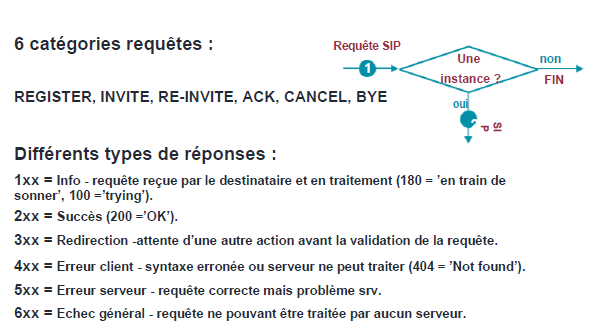 6 catégories requêtes :
Requête SIP
1
Une
instance ?
non
FIN
oui
SI
P
REGISTER, INVITE, RE-INVITE, ACK, CANCEL, BYE
Différents types de réponses :
1xx = Info - requête reçue par le destinataire et en traitement (180 = ’en train de
sonner’, 100 =’trying’).
2xx = Succès (200 =’OK’).
3xx = Redirection -attente d’une autre action avant la validation de la requête.
4xx = Erreur client - syntaxe erronée ou serveur ne peut traiter (404 = ’Not found’).
5xx = Erreur serveur - requête correcte mais problème srv.
6xx = Echec général - requête ne pouvant être traitée par aucun serveur.